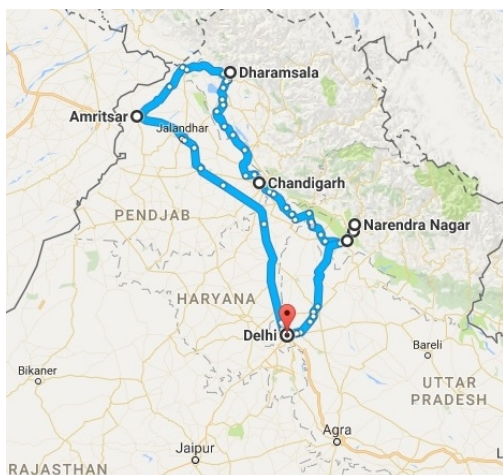 Dharamsala
Amritsar
Jalandhar
Chandigarh
PENDJAB
Narendra Nagar
HARYANA
Delhi
Bareli
Bikaner
UTTAR
PRADESH
Agra
Jaipur
RAJASTHAN